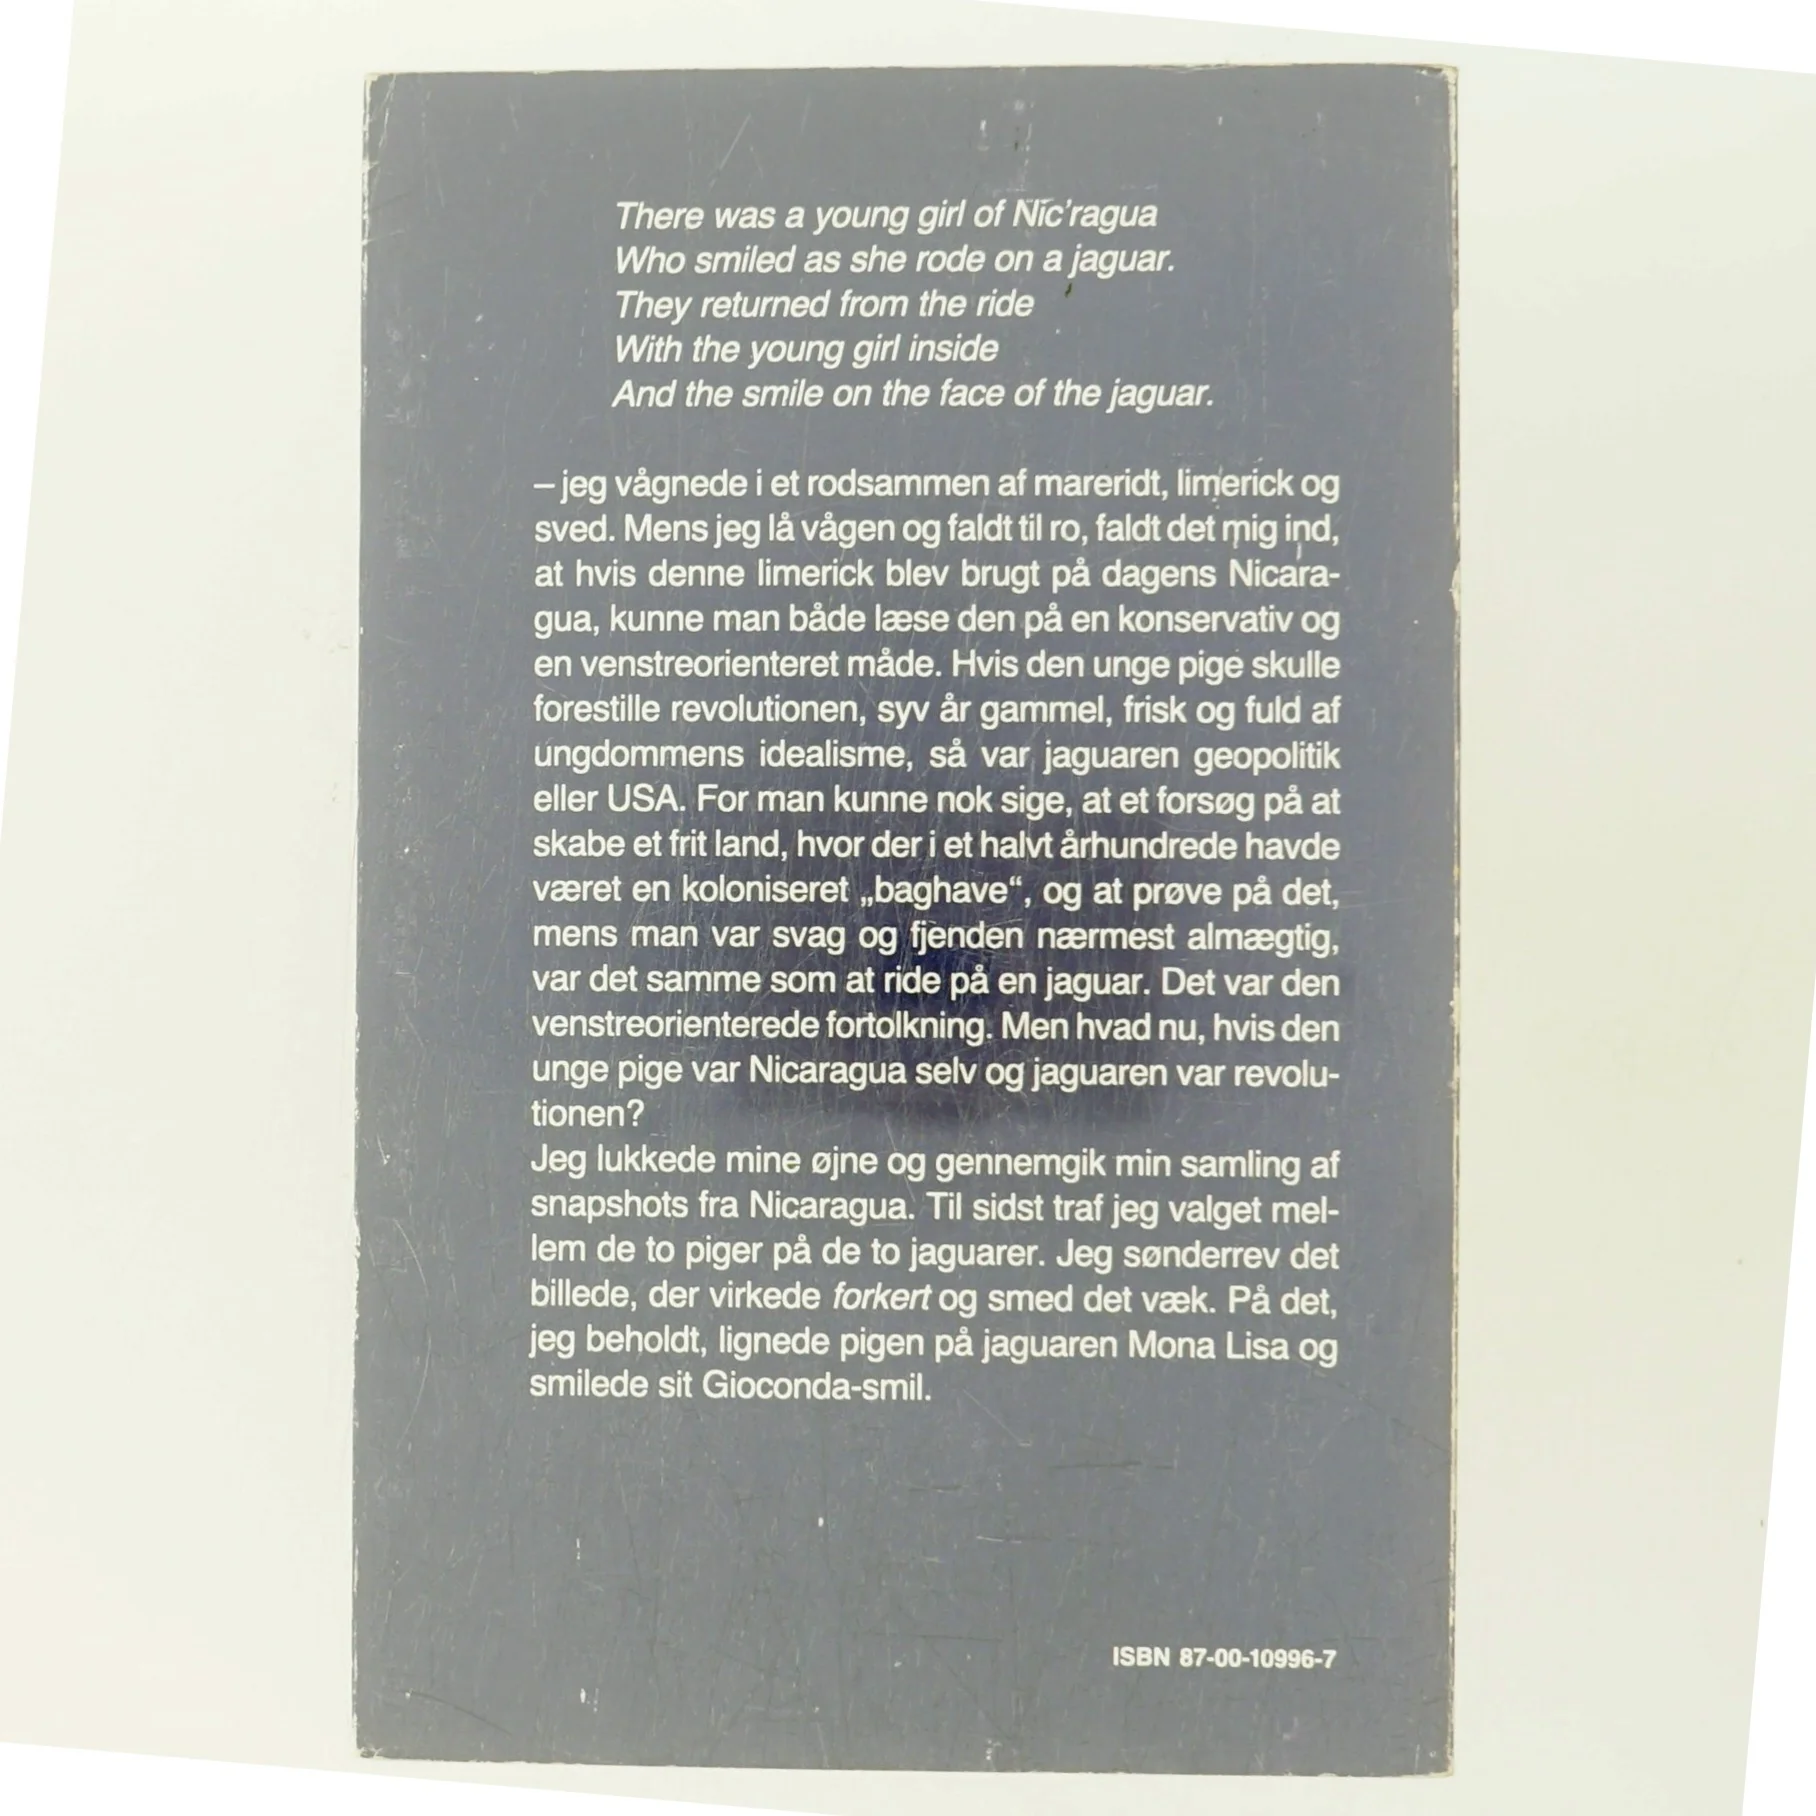 There was a young girl of Nic'ragua
Who smiled as she rode on a jaguar.
They returned from the ride
With the young girl inside
And the smile on the face of the jaguar.
– jeg vågnede i et rodsammen af mareridt, limerick og
sved. Mens jeg lå vågen og faldt til ro, faldt det mig ind,
at hvis denne limerick blev brugt på dagens Nicara-
gua, kunne man både læse den på en konservativ og
en venstreorienteret måde. Hvis den unge pige skulle
forestille revolutionen, syv år gammel, frisk og fuld af
ungdommens idealisme, så var jaguaren geopolitik
eller USA. For man kunne nok sige, at et forsøg på at
skabe et frit land, hvor der i et halvt århundrede havde
været en koloniseret „baghave“, og at prøve på det,
mens man var svag og fjenden nærmest almægtig,
var det samme som at ride på en jaguar. Det var den
venstreorienterede fortolkning. Men hvad nu, hvis den
unge pige var Nicaragua selv og jaguaren var revolu-
tionen?
Jeg lukkede mine øjne og gennemgik min samling af
snapshots fra Nicaragua. Til sidst traf jeg valget mel-
lem de to piger på de to jaguarer. Jeg sønderrev det
billede, der virkede forkert og smed det væk. På det,
jeg beholdt, lignede pigen på jaguaren Mona Lisa og
smilede sit Gioconda-smil.
ISBN 87-00-10996-7